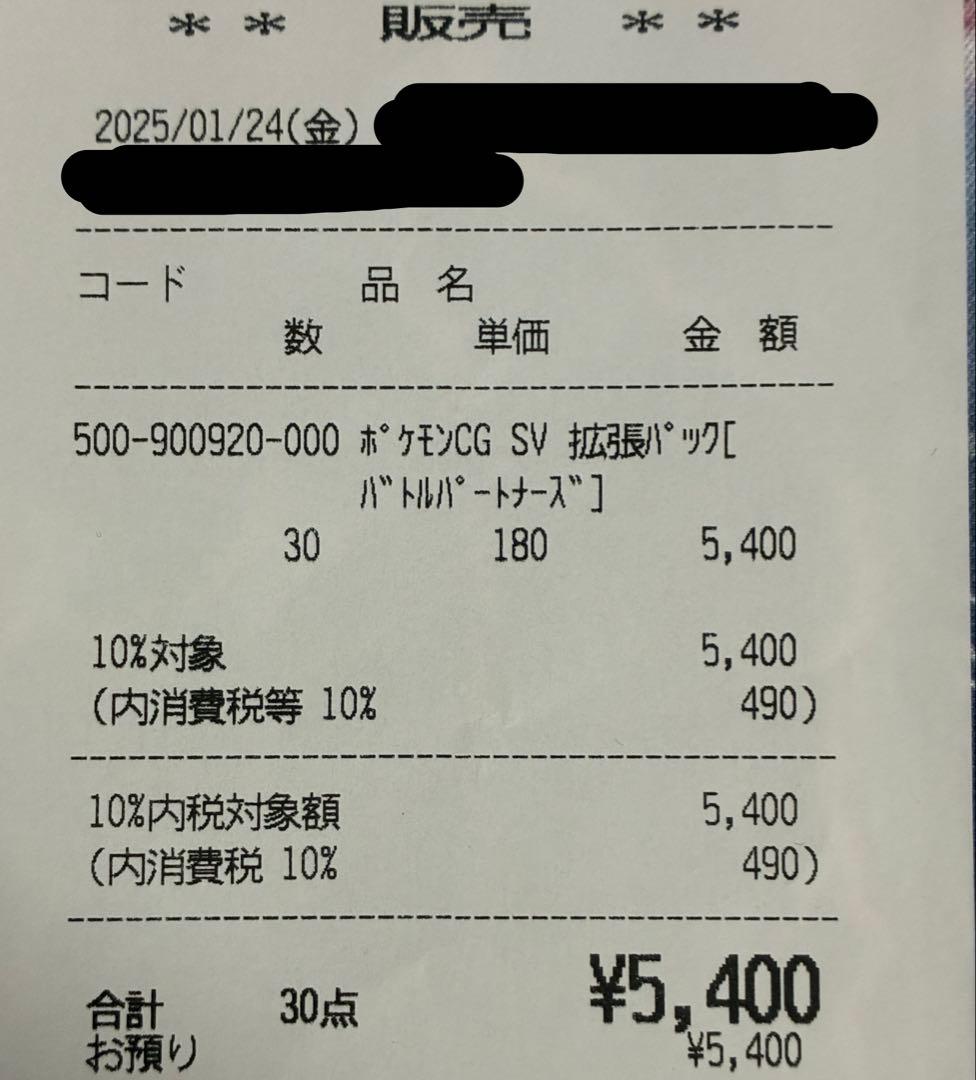 ＊ ＊ 販売 ＊ ＊
2025/01/24(金)
コード 品 名
数 単価 金 額
500-900920-000 ﾎﾟｹﾓﾝCG SV 拡張ﾊﾟｯｸ[
ﾊﾞﾄﾙﾊﾟｰﾄﾅｰｽﾞ]
30 180 5,400
10%対象 5,400
(内消費税等 10% 490)
10%内税対象額 5,400
(内消費税 10% 490)
合計 30点 ¥5,400
お預り ¥5,400